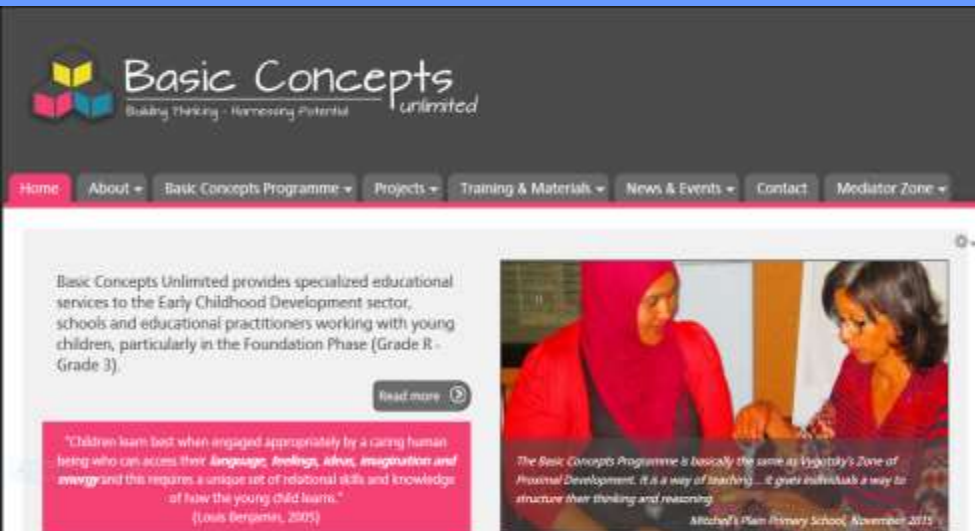 Basic Concepts
unlimited
Building Thinking - Harnessing Potential
Home About Basic Concepts Programme Projects Training & Materials News & Events Contact Mediator Zone
Basic Concepts Unlimited provides specialized educational
services to the Early Childhood Development sector,
schools and educational practitioners working with young
children, particularly in the Foundation Phase (Grade R -
Grade 3).
Read more
"Children learn best when engaged appropriately by a caring human
being who can access their language, feelings, ideas, imagination and
energy and this requires a unique set of relational skills and knowledge
of how the young child learns."
(Louis Benjamin, 2005)
The Basic Concepts Programme is basically the same as Vygotsky's Zone of
Proximal Development. It is a way of teaching... it gives individuals a way to
structure their thinking and reasoning.
Mitchell's Plain Primary School, November 2015